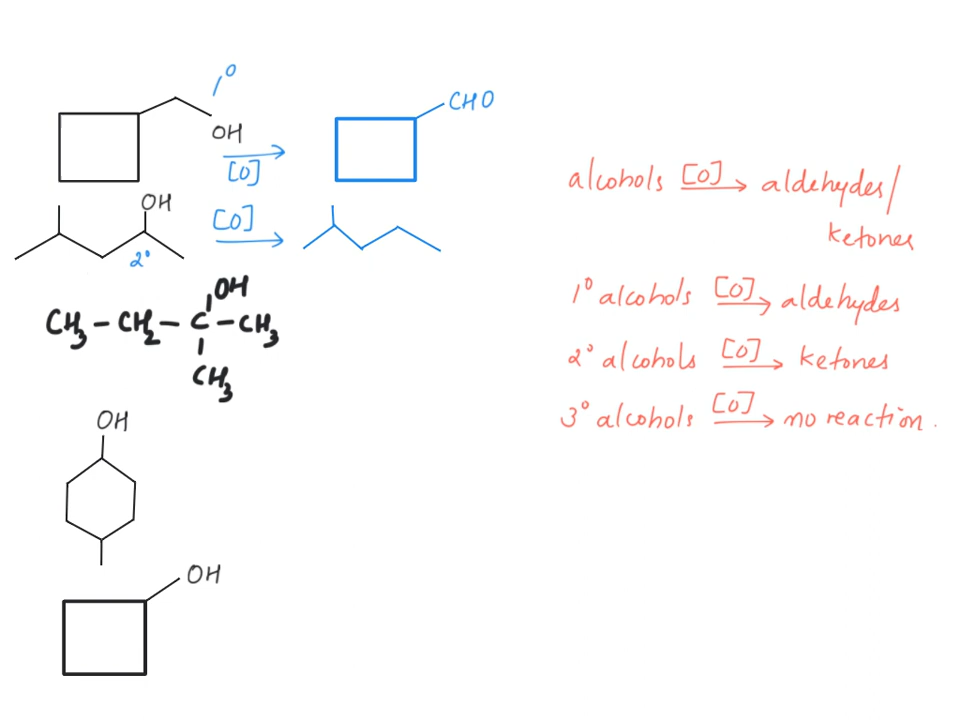 1° 
OH
[O]
CHO
OH
2°
[O]
OH
CH3 - CH2 - C - CH3
CH3
OH
OH
alcohols [O] → aldehydes/
ketones
1° alcohols [O] → aldehydes
2° alcohols [O] → ketones
3° alcohols [O] → no reaction.